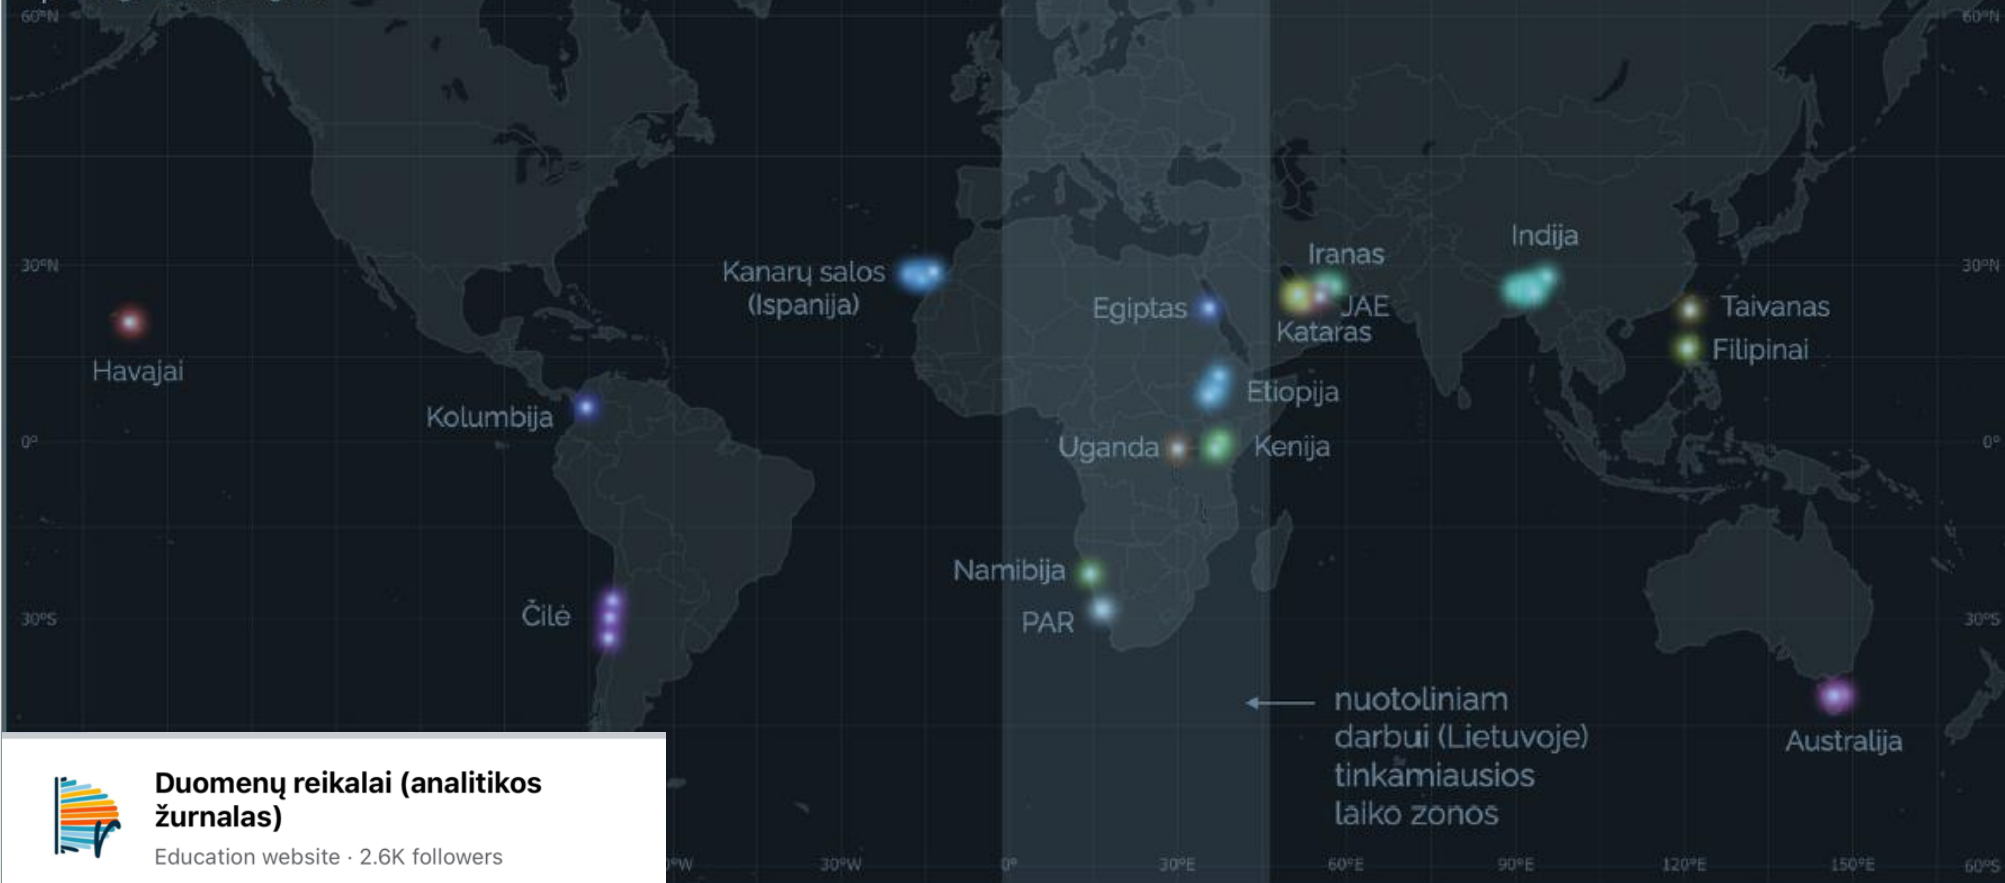 60°N
60°N
Indija
Iranas
30°N
30°N
Kanarų salos
(Ispanija)
JAE
Egiptas
Taivanas
Kataras
Filipinai
Havajai
Etiopija
Kolumbija
0°
Uganda
Kenija
0°
Namibija
Čilė
PAR
30°S
30°S
nuotoliniam
darbui (Lietuvoje)
tinkamiausios
laiko zonos
Australija
Duomenų reikalai (analitikos
žurnalas)
Education website · 2.6K followers
30°W
0°
30°E
60°E
90°E
120°E
150°E
60°S